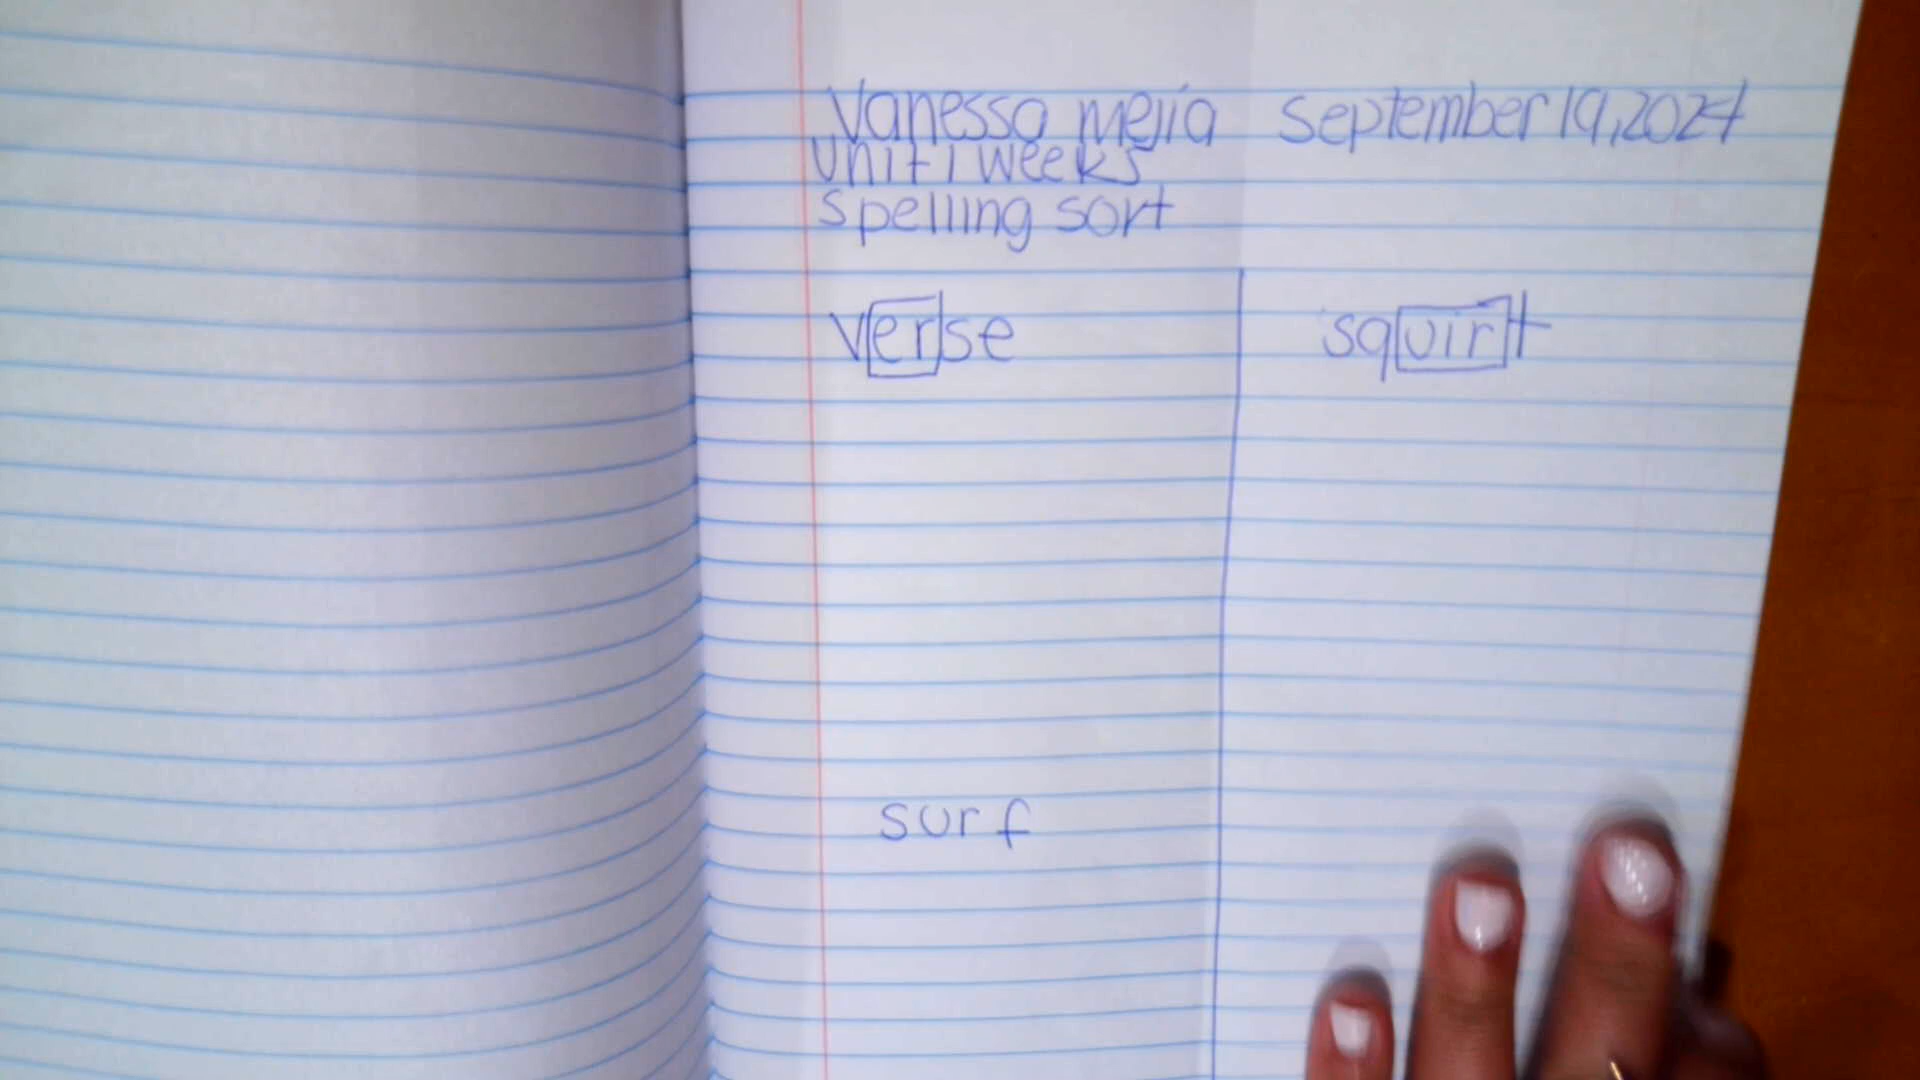 Vanessa mejia September 19, 2024
Unit 1 week 5
Spelling sort
verse squirt
surf